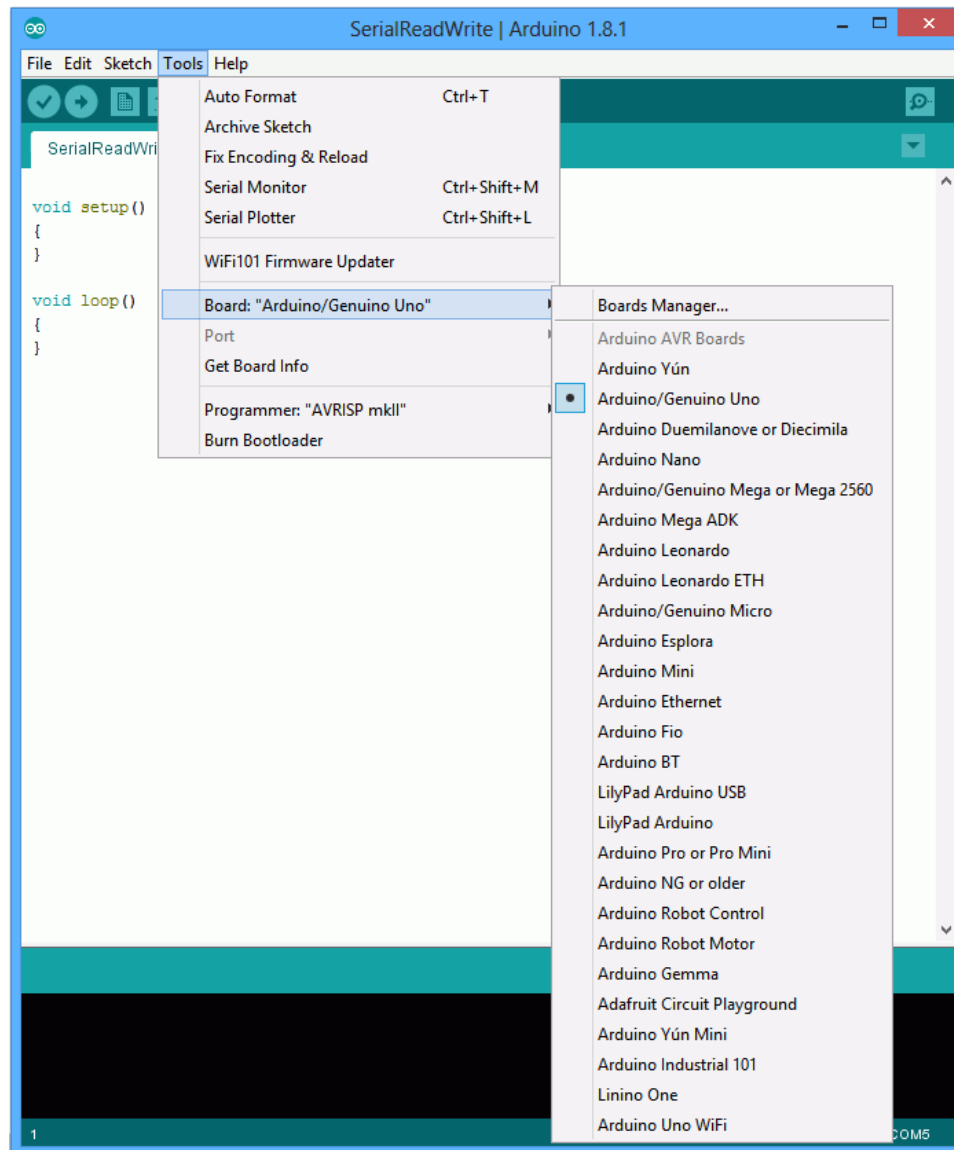 SerialReadWrite | Arduino 1.8.1
File Edit Sketch Tools Help
SerialReadWri
void setup()
{
}
void loop()
{
}
Auto Format Ctrl+T
Archive Sketch
Fix Encoding & Reload
Serial Monitor Ctrl+Shift+M
Serial Plotter Ctrl+Shift+L
WiFi101 Firmware Updater
Board: "Arduino/Genuino Uno"
Port
Get Board Info
Programmer: "AVRISP mkII"
Burn Bootloader
Boards Manager...
Arduino AVR Boards
Arduino Yún
Arduino/Genuino Uno
Arduino Duemilanove or Diecimila
Arduino Nano
Arduino/Genuino Mega or Mega 2560
Arduino Mega ADK
Arduino Leonardo
Arduino Leonardo ETH
Arduino/Genuino Micro
Arduino Esplora
Arduino Mini
Arduino Ethernet
Arduino Fio
Arduino BT
LilyPad Arduino USB
LilyPad Arduino
Arduino Pro or Pro Mini
Arduino NG or older
Arduino Robot Control
Arduino Robot Motor
Arduino Gemma
Adafruit Circuit Playground
Arduino Yún Mini
Arduino Industrial 101
Linino One
Arduino Uno WiFi
1 COM5